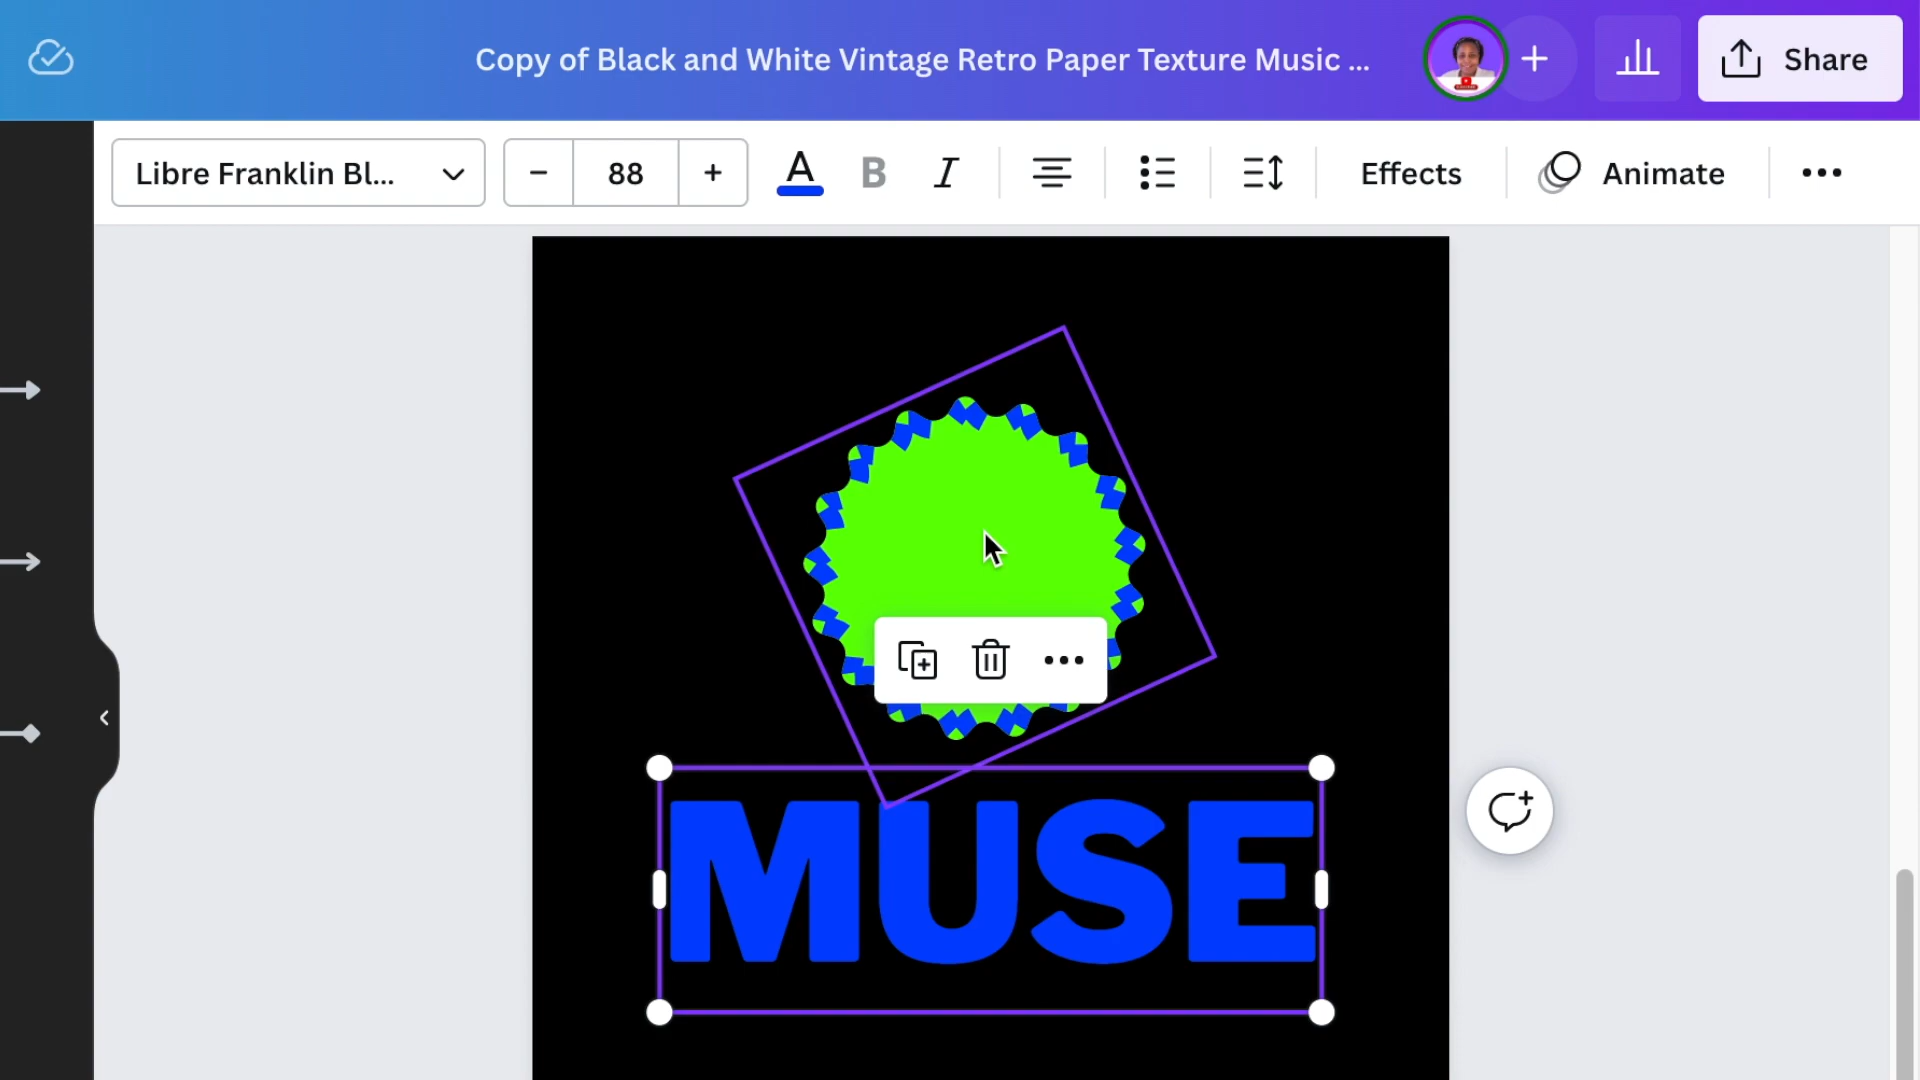 Copy of Black and White Vintage Retro Paper Texture Music ...
Share
Libre Franklin Bl...
88
A
B
I
Effects
Animate
MUSE